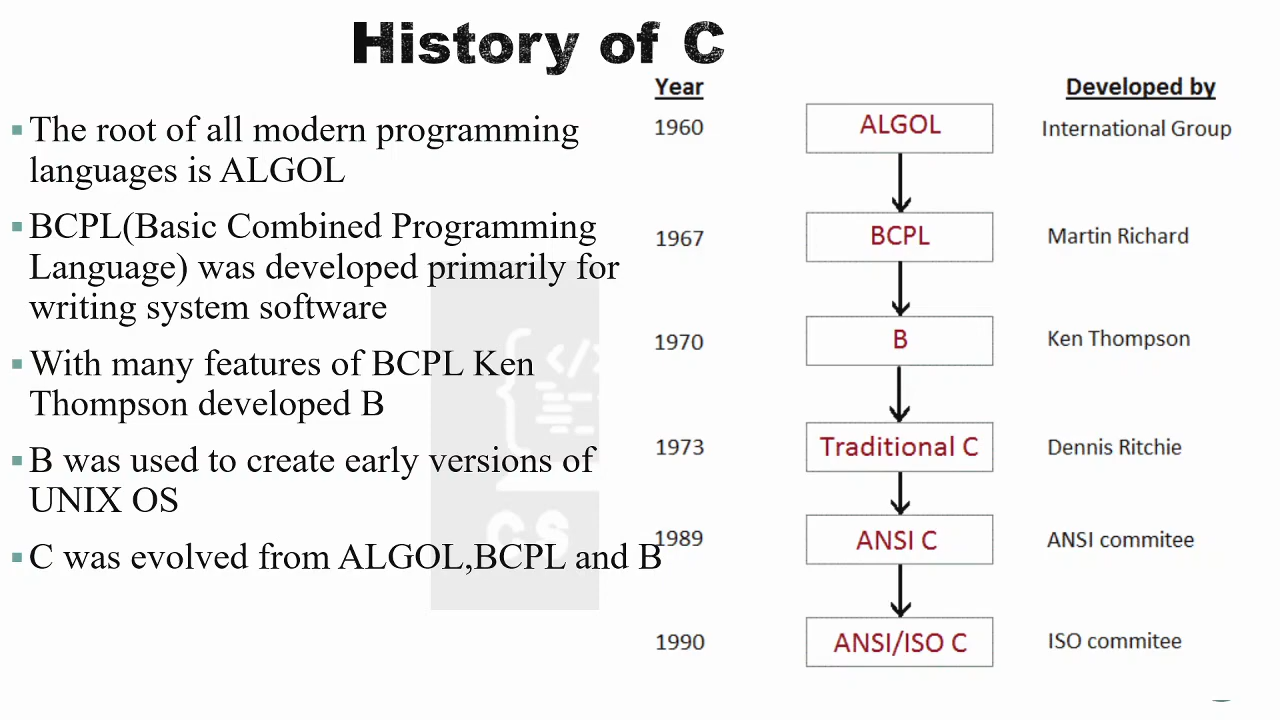 History of C
▪ The root of all modern programming
languages is ALGOL
▪ BCPL(Basic Combined Programming
Language) was developed primarily for
writing system software
▪ With many features of BCPL Ken
Thompson developed B
▪ B was used to create early versions of
UNIX OS
▪ C was evolved from ALGOL,BCPL and B
Year Developed by
1960 ALGOL International Group
1967 BCPL Martin Richard
1970 B Ken Thompson
1973 Traditional C Dennis Ritchie
1989 ANSI C ANSI commitee
1990 ANSI/ISO C ISO commitee
</> 
CS